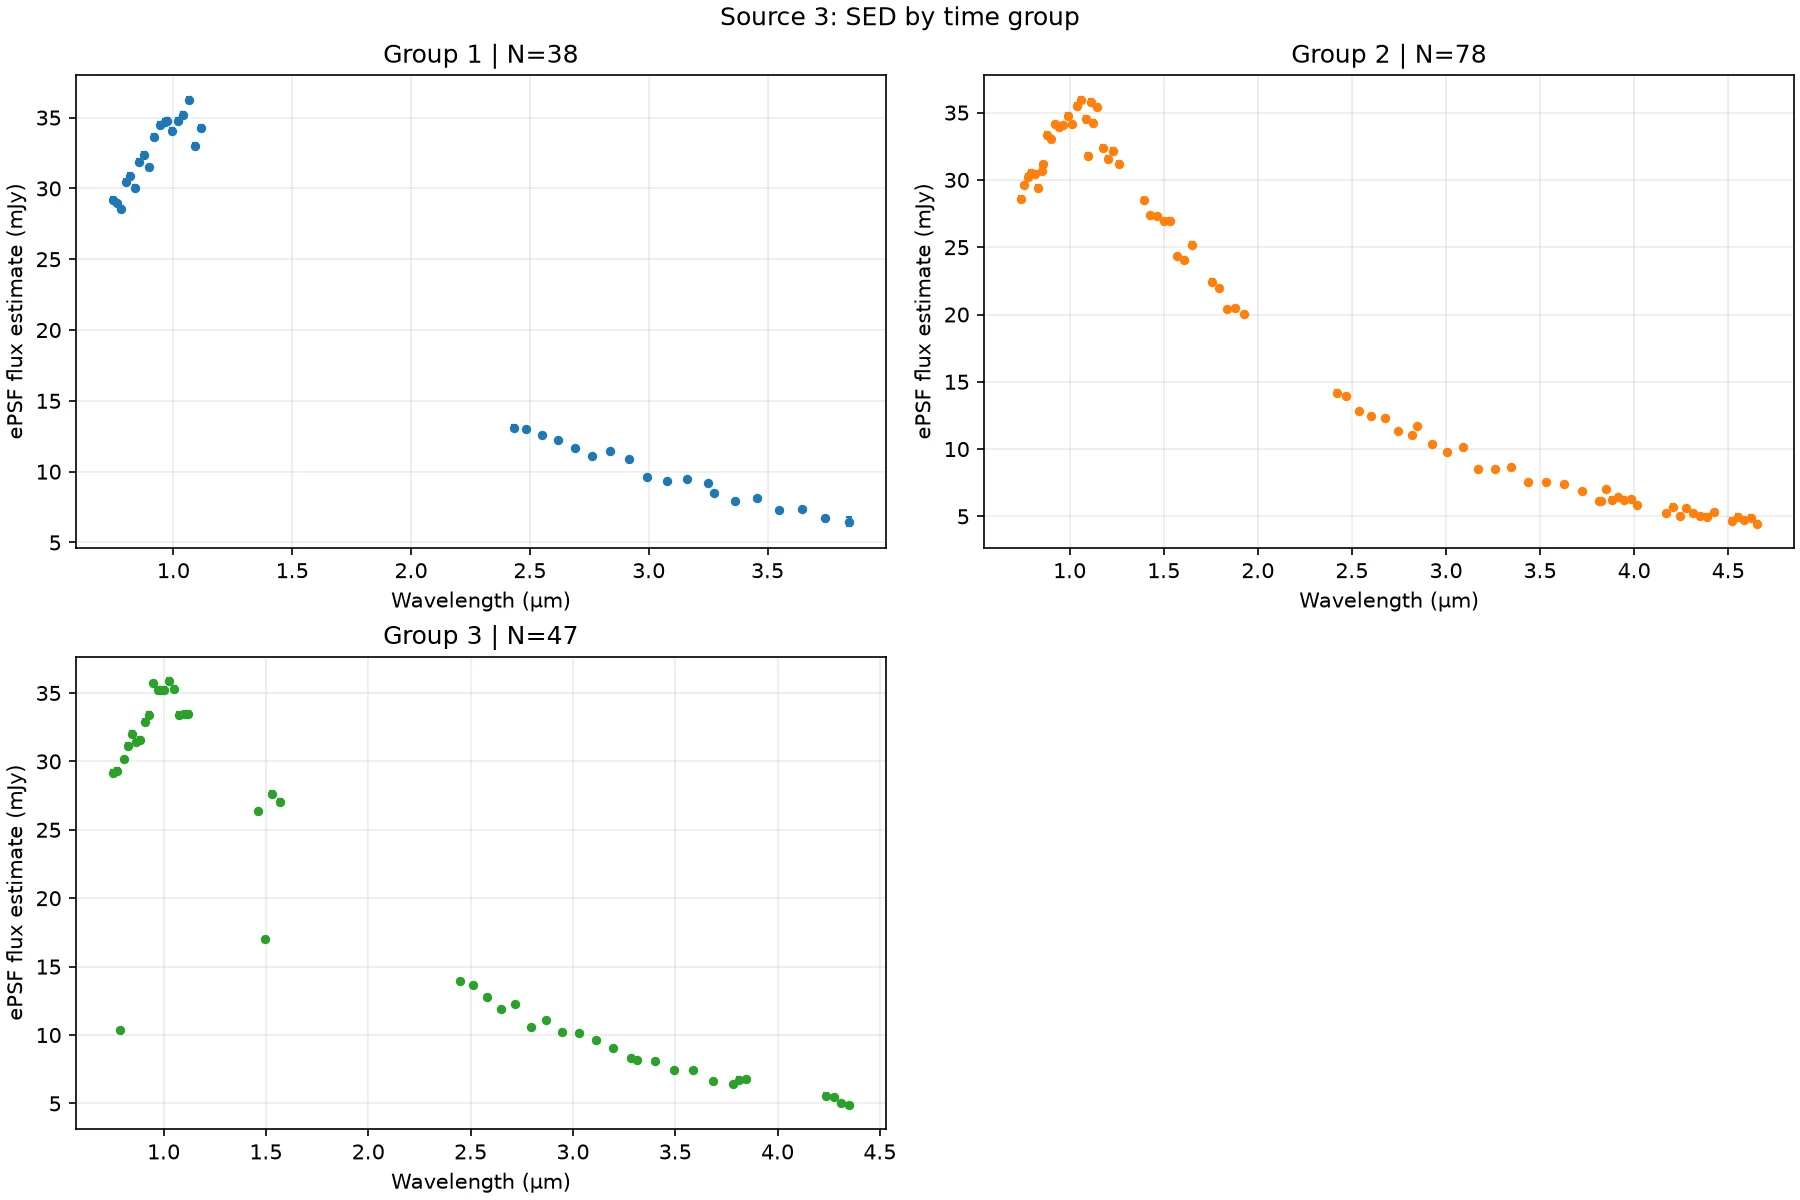 Source 3: SED by time group
Group 1 | N=38
ePSF flux estimate (mJy)
35
30
25
20
15
10
5
1.0 1.5 2.0 2.5 3.0 3.5
Wavelength (μm)
Group 2 | N=78
ePSF flux estimate (mJy)
35
30
25
20
15
10
5
1.0 1.5 2.0 2.5 3.0 3.5 4.0 4.5
Wavelength (μm)
Group 3 | N=47
ePSF flux estimate (mJy)
35
30
25
20
15
10
5
1.0 1.5 2.0 2.5 3.0 3.5 4.0 4.5
Wavelength (μm)